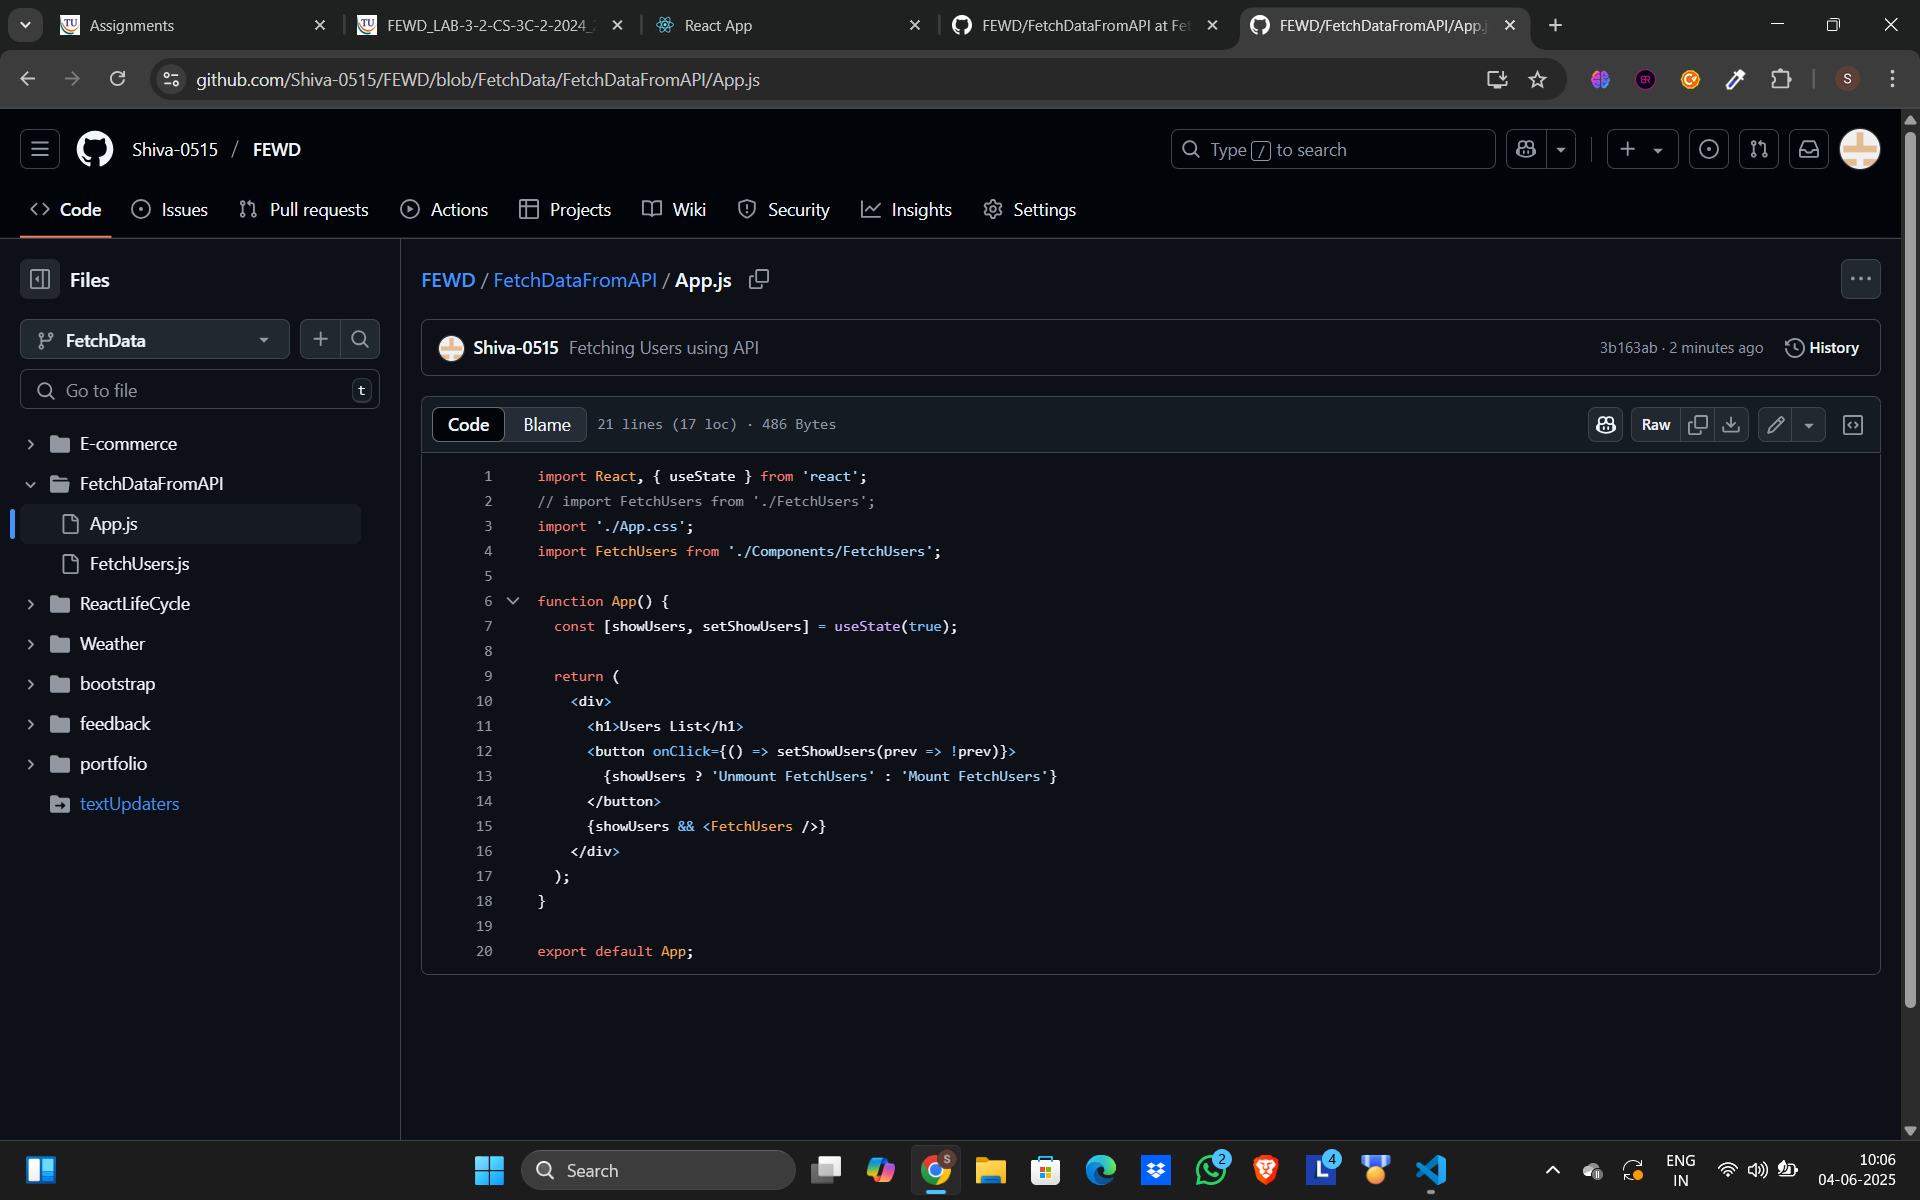 Assignments
FEWD_LAB-3-2-CS-3C-2-2024_
React App
FEWD/FetchDataFromAPI at Fet
FEWD/FetchDataFromAPI/App.j
github.com/Shiva-0515/FEWD/blob/FetchData/FetchDataFromAPI/App.js
S
Shiva-0515 / FEWD
Type / to search
Code
Issues
Pull requests
Actions
Projects
Wiki
Security
Insights
Settings
Files
FetchData
Go to file
t
E-commerce
FetchDataFromAPI
App.js
FetchUsers.js
ReactLifeCycle
Weather
bootstrap
feedback
portfolio
textUpdaters
FEWD / FetchDataFromAPI / App.js
Shiva-0515 Fetching Users using API
3b163ab · 2 minutes ago
History
Code
Blame
21 lines (17 loc) · 486 Bytes
Raw
1 import React, { useState } from 'react';
2 // import FetchUsers from './FetchUsers';
3 import './App.css';
4 import FetchUsers from './Components/FetchUsers';
5
6 function App() {
7 const [showUsers, setShowUsers] = useState(true);
8
9 return (
10 <div>
11 <h1>Users List</h1>
12 <button onClick={() => setShowUsers(prev => !prev)}>
13 {showUsers ? 'Unmount FetchUsers' : 'Mount FetchUsers'}
14 </button>
15 {showUsers && <FetchUsers />}
16 </div>
17 );
18 }
19
20 export default App;
Search
S
2
L
4
ENG
IN
10:06
04-06-2025